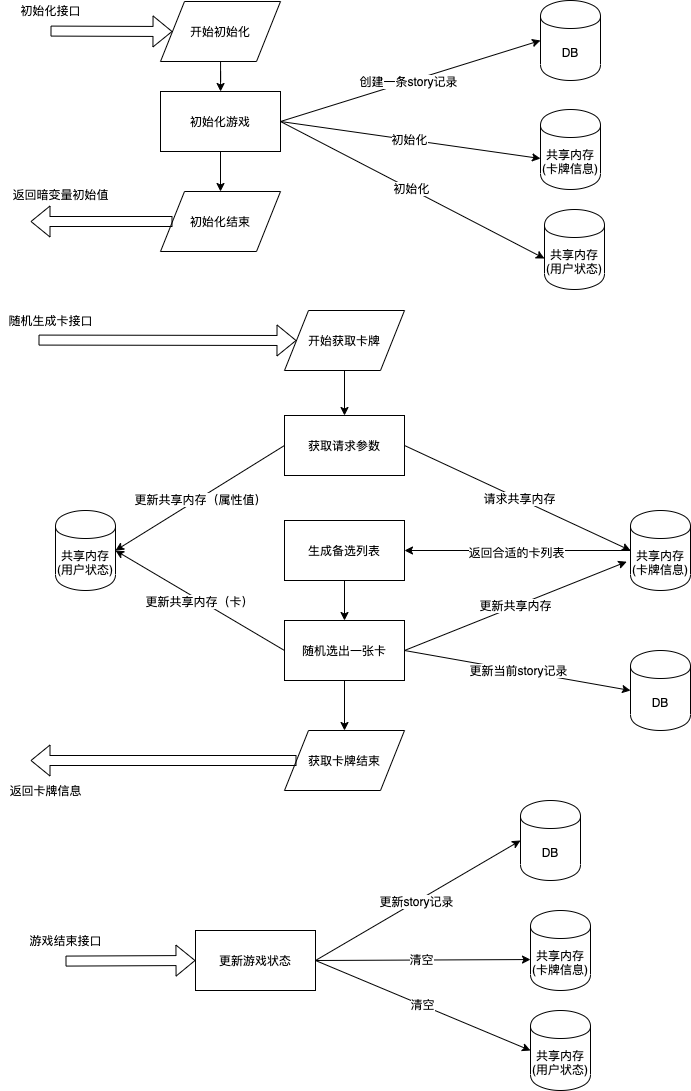 初始化接口
开始初始化
DB
创建一条story记录
初始化游戏
初始化
共享内存
(卡牌信息)
初始化
返回暗变量初始值
初始化结束
共享内存
(用户状态)
随机生成卡接口
开始获取卡牌
获取请求参数
更新共享内存（属性值）
请求共享内存
共享内存
(用户状态)
生成备选列表
返回合适的卡列表
共享内存
(卡牌信息)
更新共享内存（卡）
更新共享内存
随机选出一张卡
更新当前story记录
DB
获取卡牌结束
返回卡牌信息
DB
更新story记录
游戏结束接口
更新游戏状态
清空
共享内存
(卡牌信息)
清空
共享内存
(用户状态)